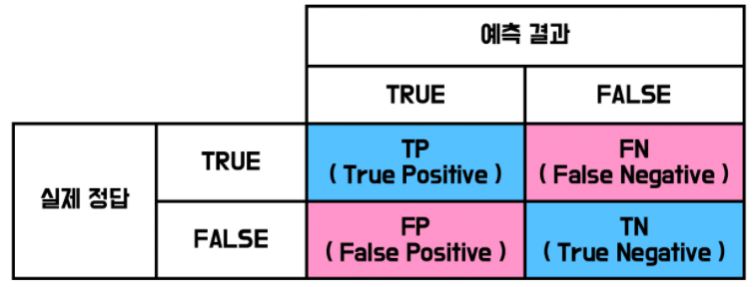 예측 결과
TRUE FALSE
실제 정답
TRUE
TP
( True Positive )
FN
( False Negative )
FALSE
FP
( False Positive )
TN
( True Negative )